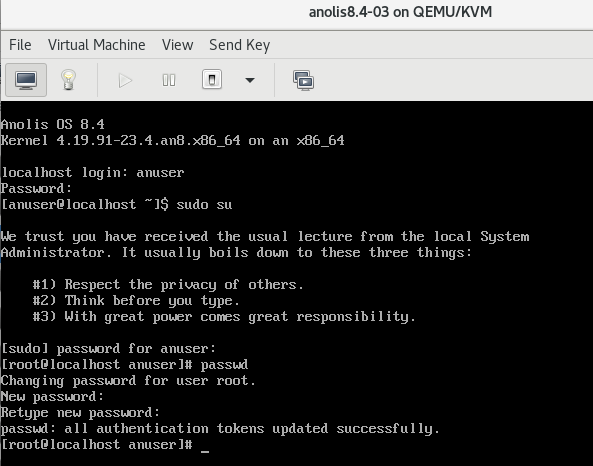 anolis8.4-03 on QEMU/KVM
File Virtual Machine View Send Key
Anolis OS 8.4
Kernel 4.19.91-23.4.an8.x86_64 on an x86_64
localhost login: anuser
Password:
[anuser@localhost ~]$ sudo su
We trust you have received the usual lecture from the local System
Administrator. It usually boils down to these three things:
#1) Respect the privacy of others.
#2) Think before you type.
#3) With great power comes great responsibility.
[sudo] password for anuser:
[root@localhost anuser]# passwd
Changing password for user root.
New password:
Retype new password:
passwd: all authentication tokens updated successfully.
[root@localhost anuser]# _